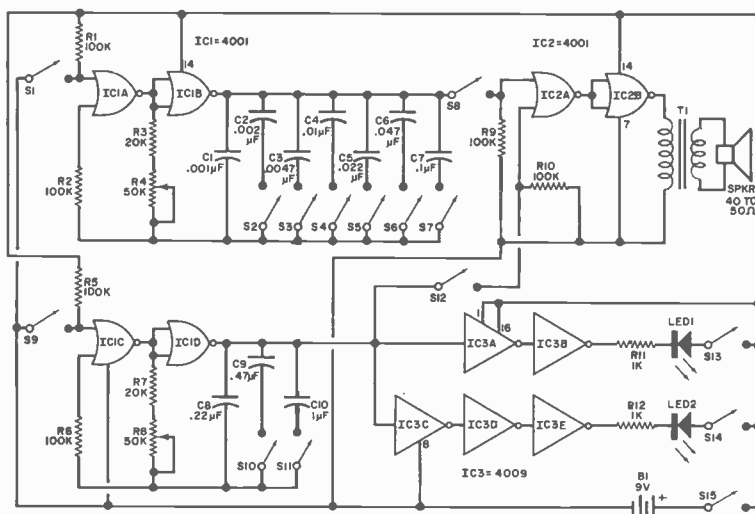 R1
100K
IC1=4001
IC2=4001
S1
14
IC1A
IC1B
C2
.002
µF
C4
.01µF
C6
.047
µF
S8
IC2A
14
IC2B
7
T1
R3
20K
R9
100K
C1
.001µF
C3
.0047
µF
C5
.022
µF
C7
.1µF
R10
100K
SPKR
40 TO
50Ω
R2
100K
R4
50K
S2
S3
S4
S5
S6
S7
R5
100K
S12
S9
1
16
LED1
IC1C
IC1D
IC3A
IC3B
R11
1K
S13
R7
20K
C9
.47µF
C8
.22µF
C10
1µF
LED2
R12
1K
R6
100K
R8
50K
IC3C
IC3D
IC3E
S14
8
S10
S11
IC3=4009
B1
9V
+
S15